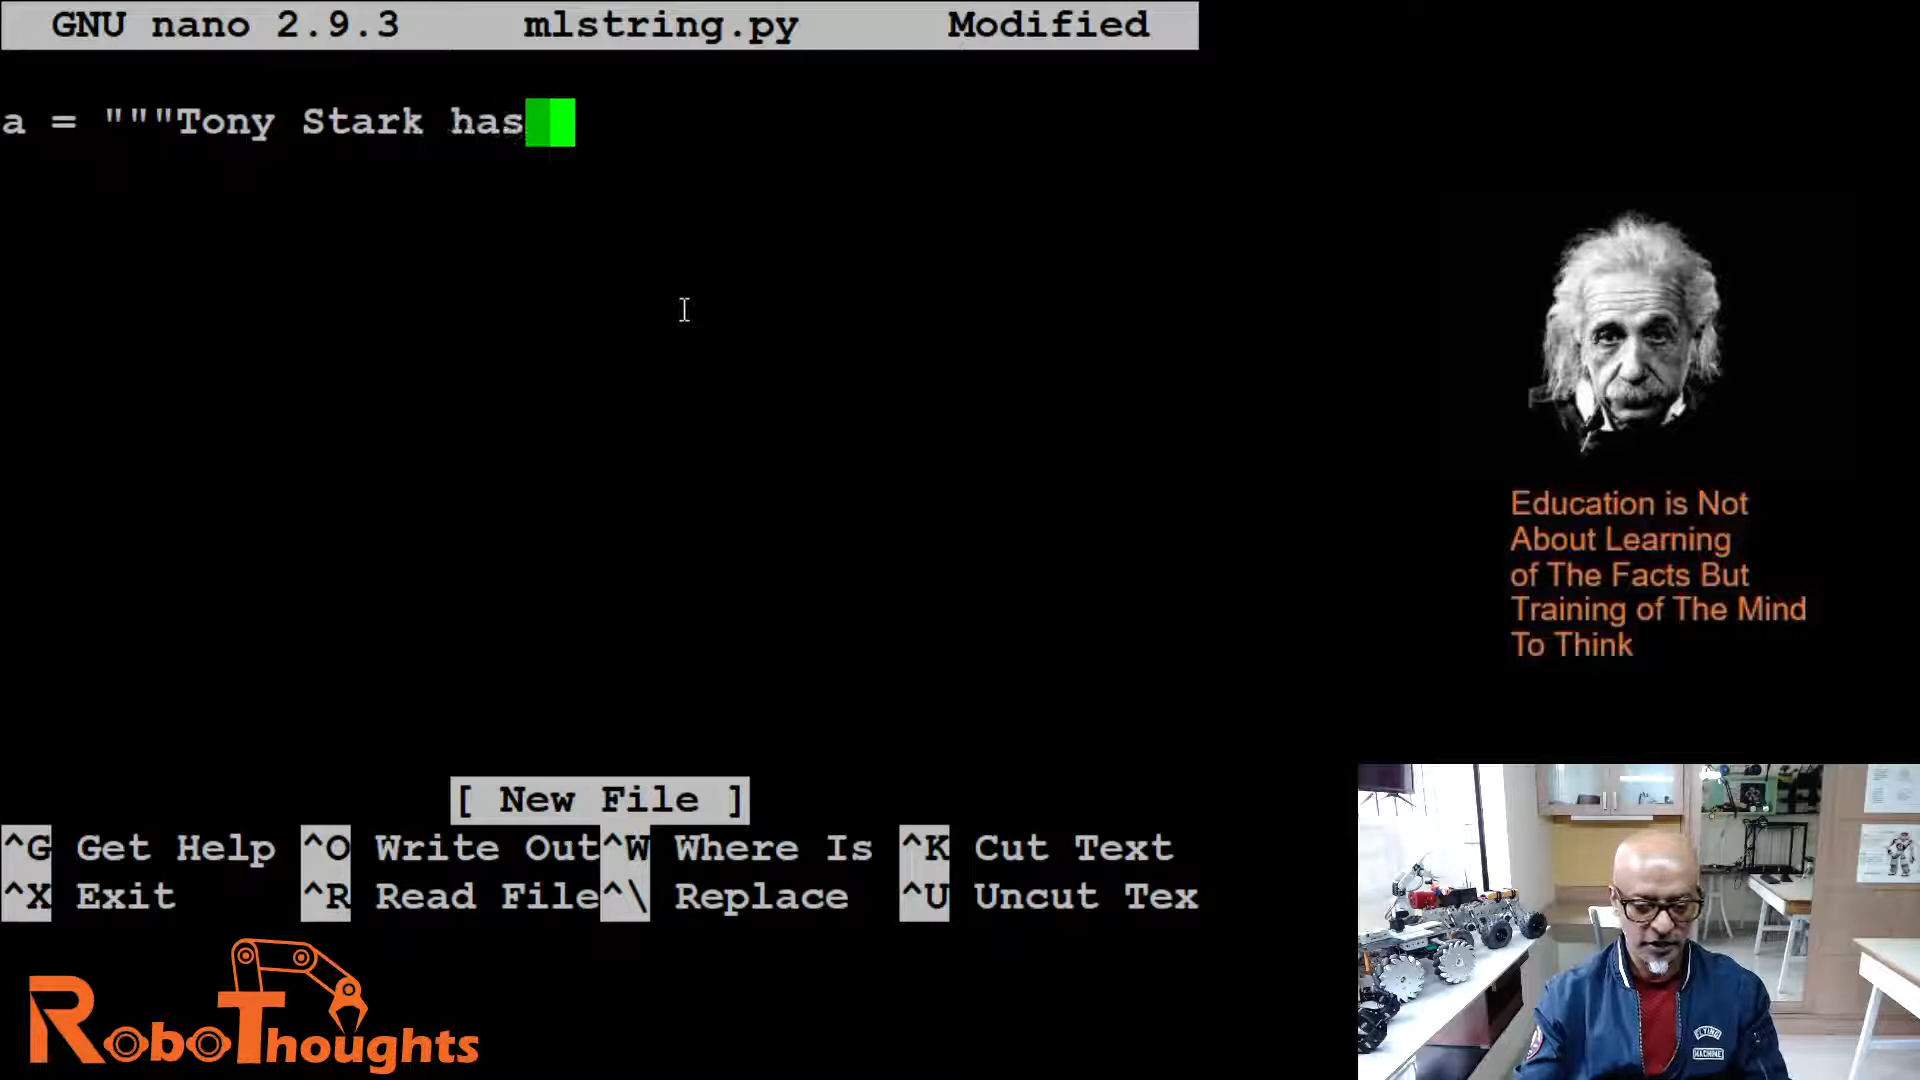 GNU nano 2.9.3 mlstring.py Modified
a = """Tony Stark has
Education is Not
About Learning
of The Facts But
Training of The Mind
To Think
[ New File ]
^G Get Help ^O Write Out ^W Where Is ^K Cut Text
^X Exit ^R Read File ^\ Replace ^U Uncut Tex
RoboThoughts
FLYING
MACHINE